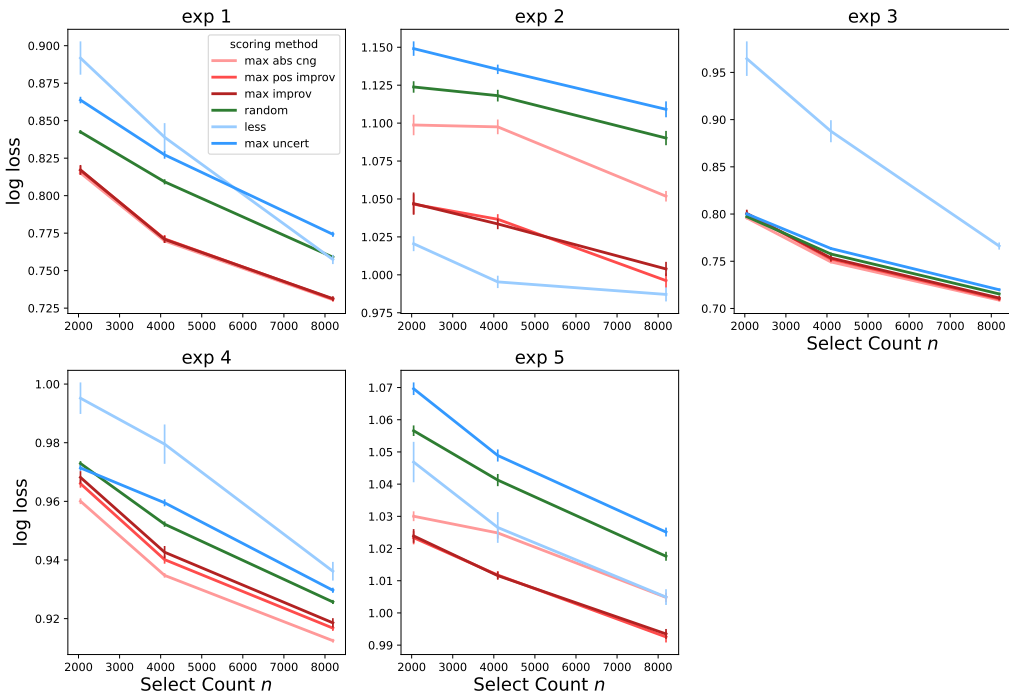 exp 1
log loss
0.900
0.875
0.850
0.825
0.800
0.775
0.750
0.725
2000 3000 4000 5000 6000 7000 8000
scoring method
max abs cng
max pos improv
max improv
random
less
max uncert
exp 2
1.150
1.125
1.100
1.075
1.050
1.025
1.000
0.975
2000 3000 4000 5000 6000 7000 8000
exp 3
0.95
0.90
0.85
0.80
0.75
0.70
2000 3000 4000 5000 6000 7000 8000
Select Count n
exp 4
log loss
1.00
0.98
0.96
0.94
0.92
2000 3000 4000 5000 6000 7000 8000
Select Count n
exp 5
1.07
1.06
1.05
1.04
1.03
1.02
1.01
1.00
0.99
2000 3000 4000 5000 6000 7000 8000
Select Count n